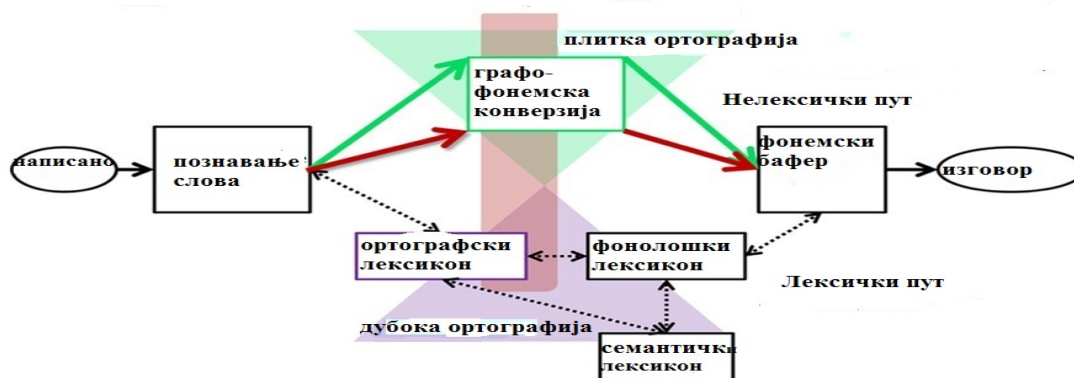 плитка ортографија
графо-
фонемска
конверзија
Нелексички пут
написано
познавање
слова
фонемски
бафер
изговор
ортографски
лексикон
фонолошки
лексикон
Лексички пут
дубока ортографија
семантички
лексикон